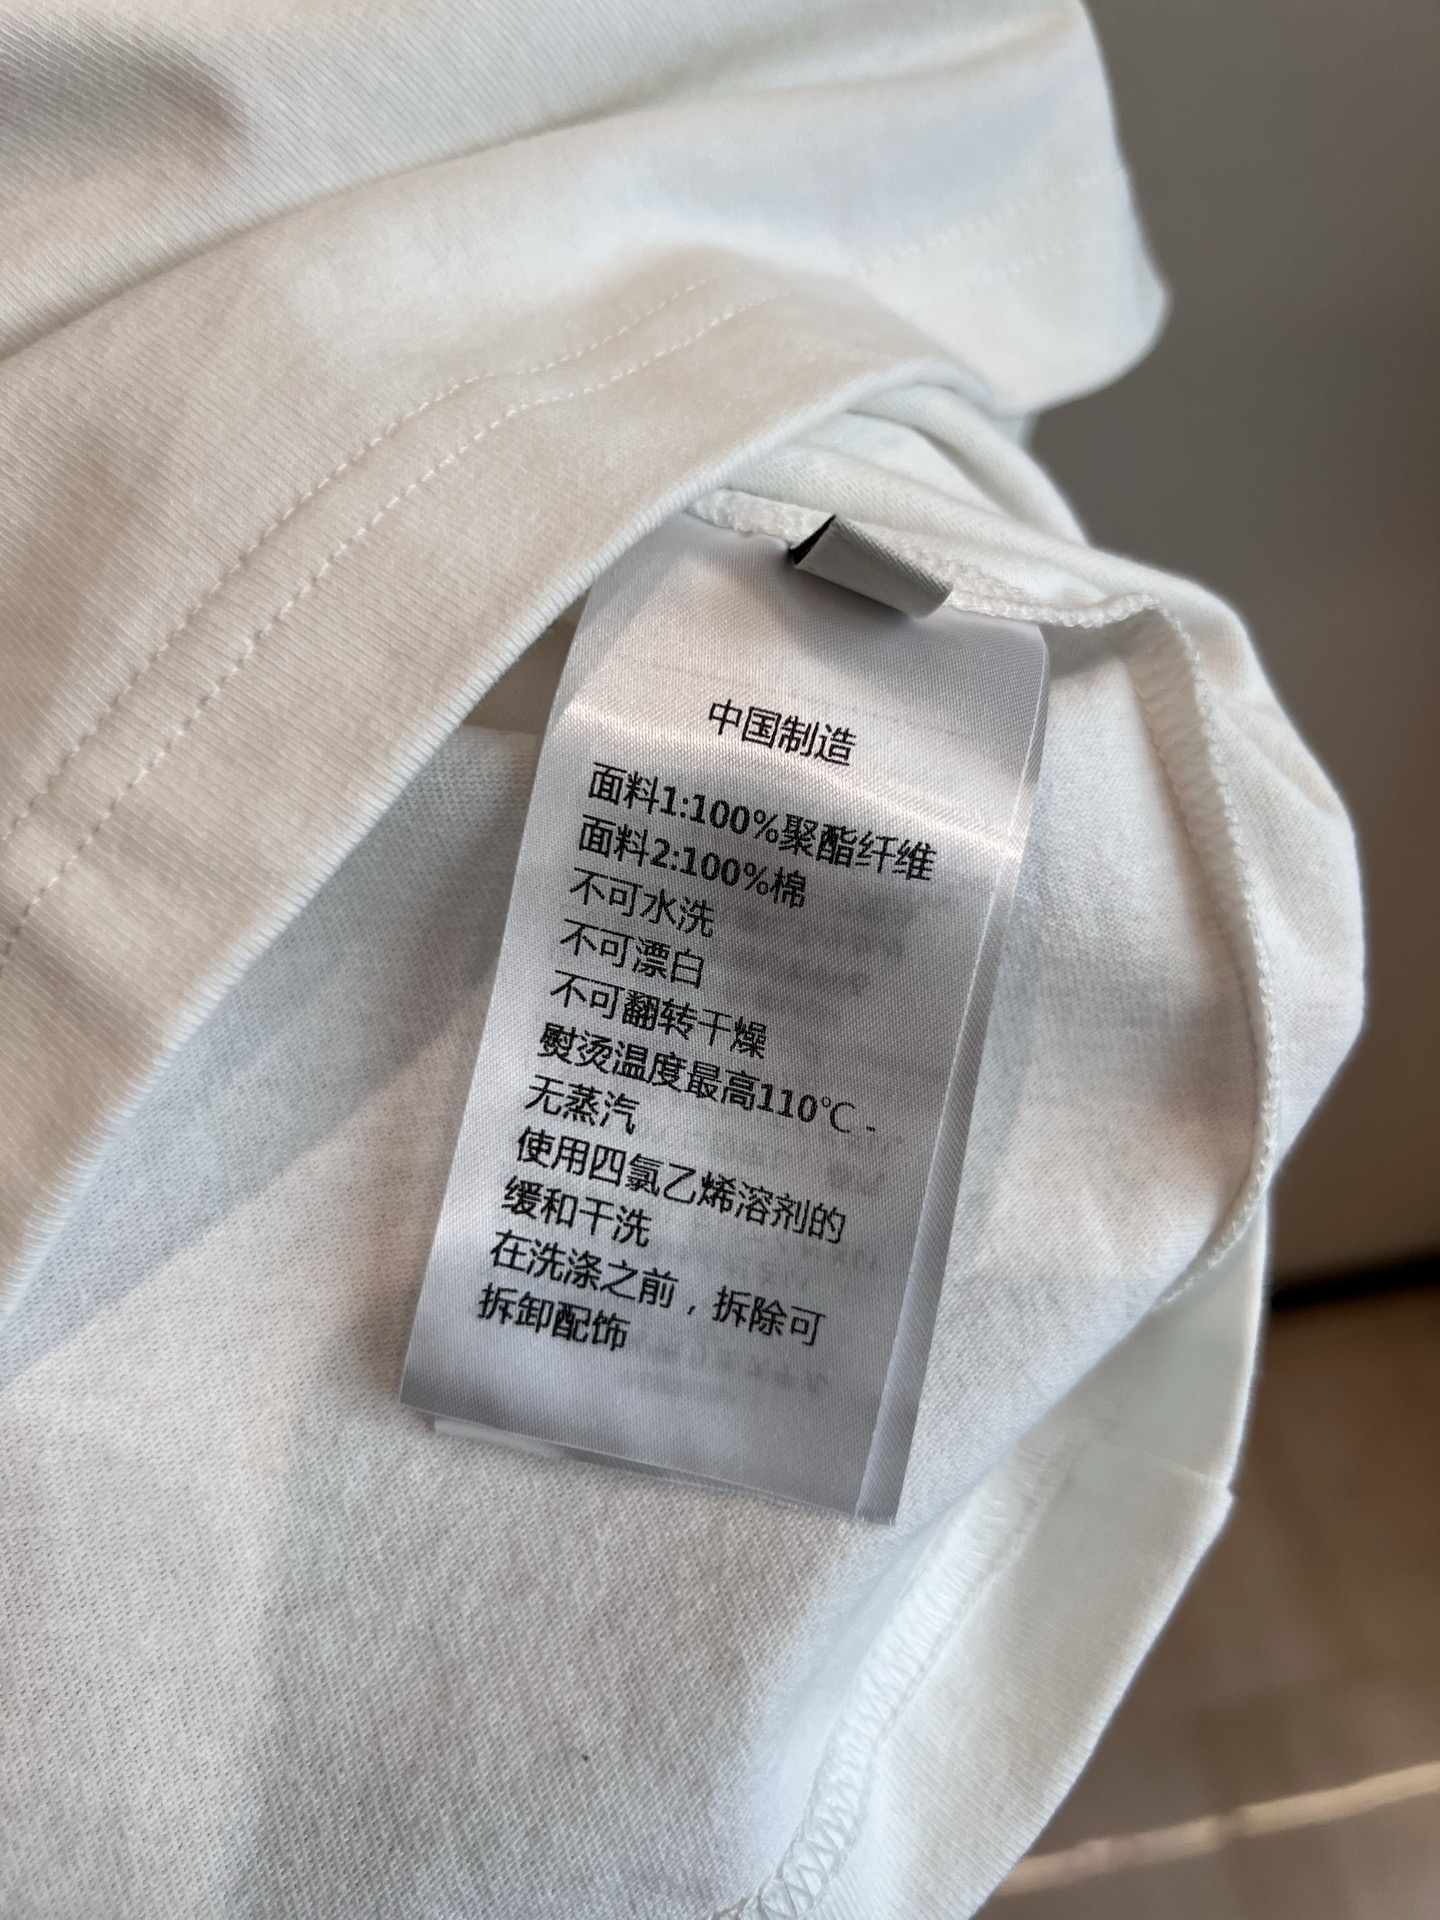 中国制造
面料1:100%聚酯纤维
面料2:100%棉
不可水洗
不可漂白
不可翻转干燥
熨烫温度最高110℃ -
无蒸汽
使用四氯乙烯溶剂的
缓和干洗
在洗涤之前，拆除可
拆卸配饰